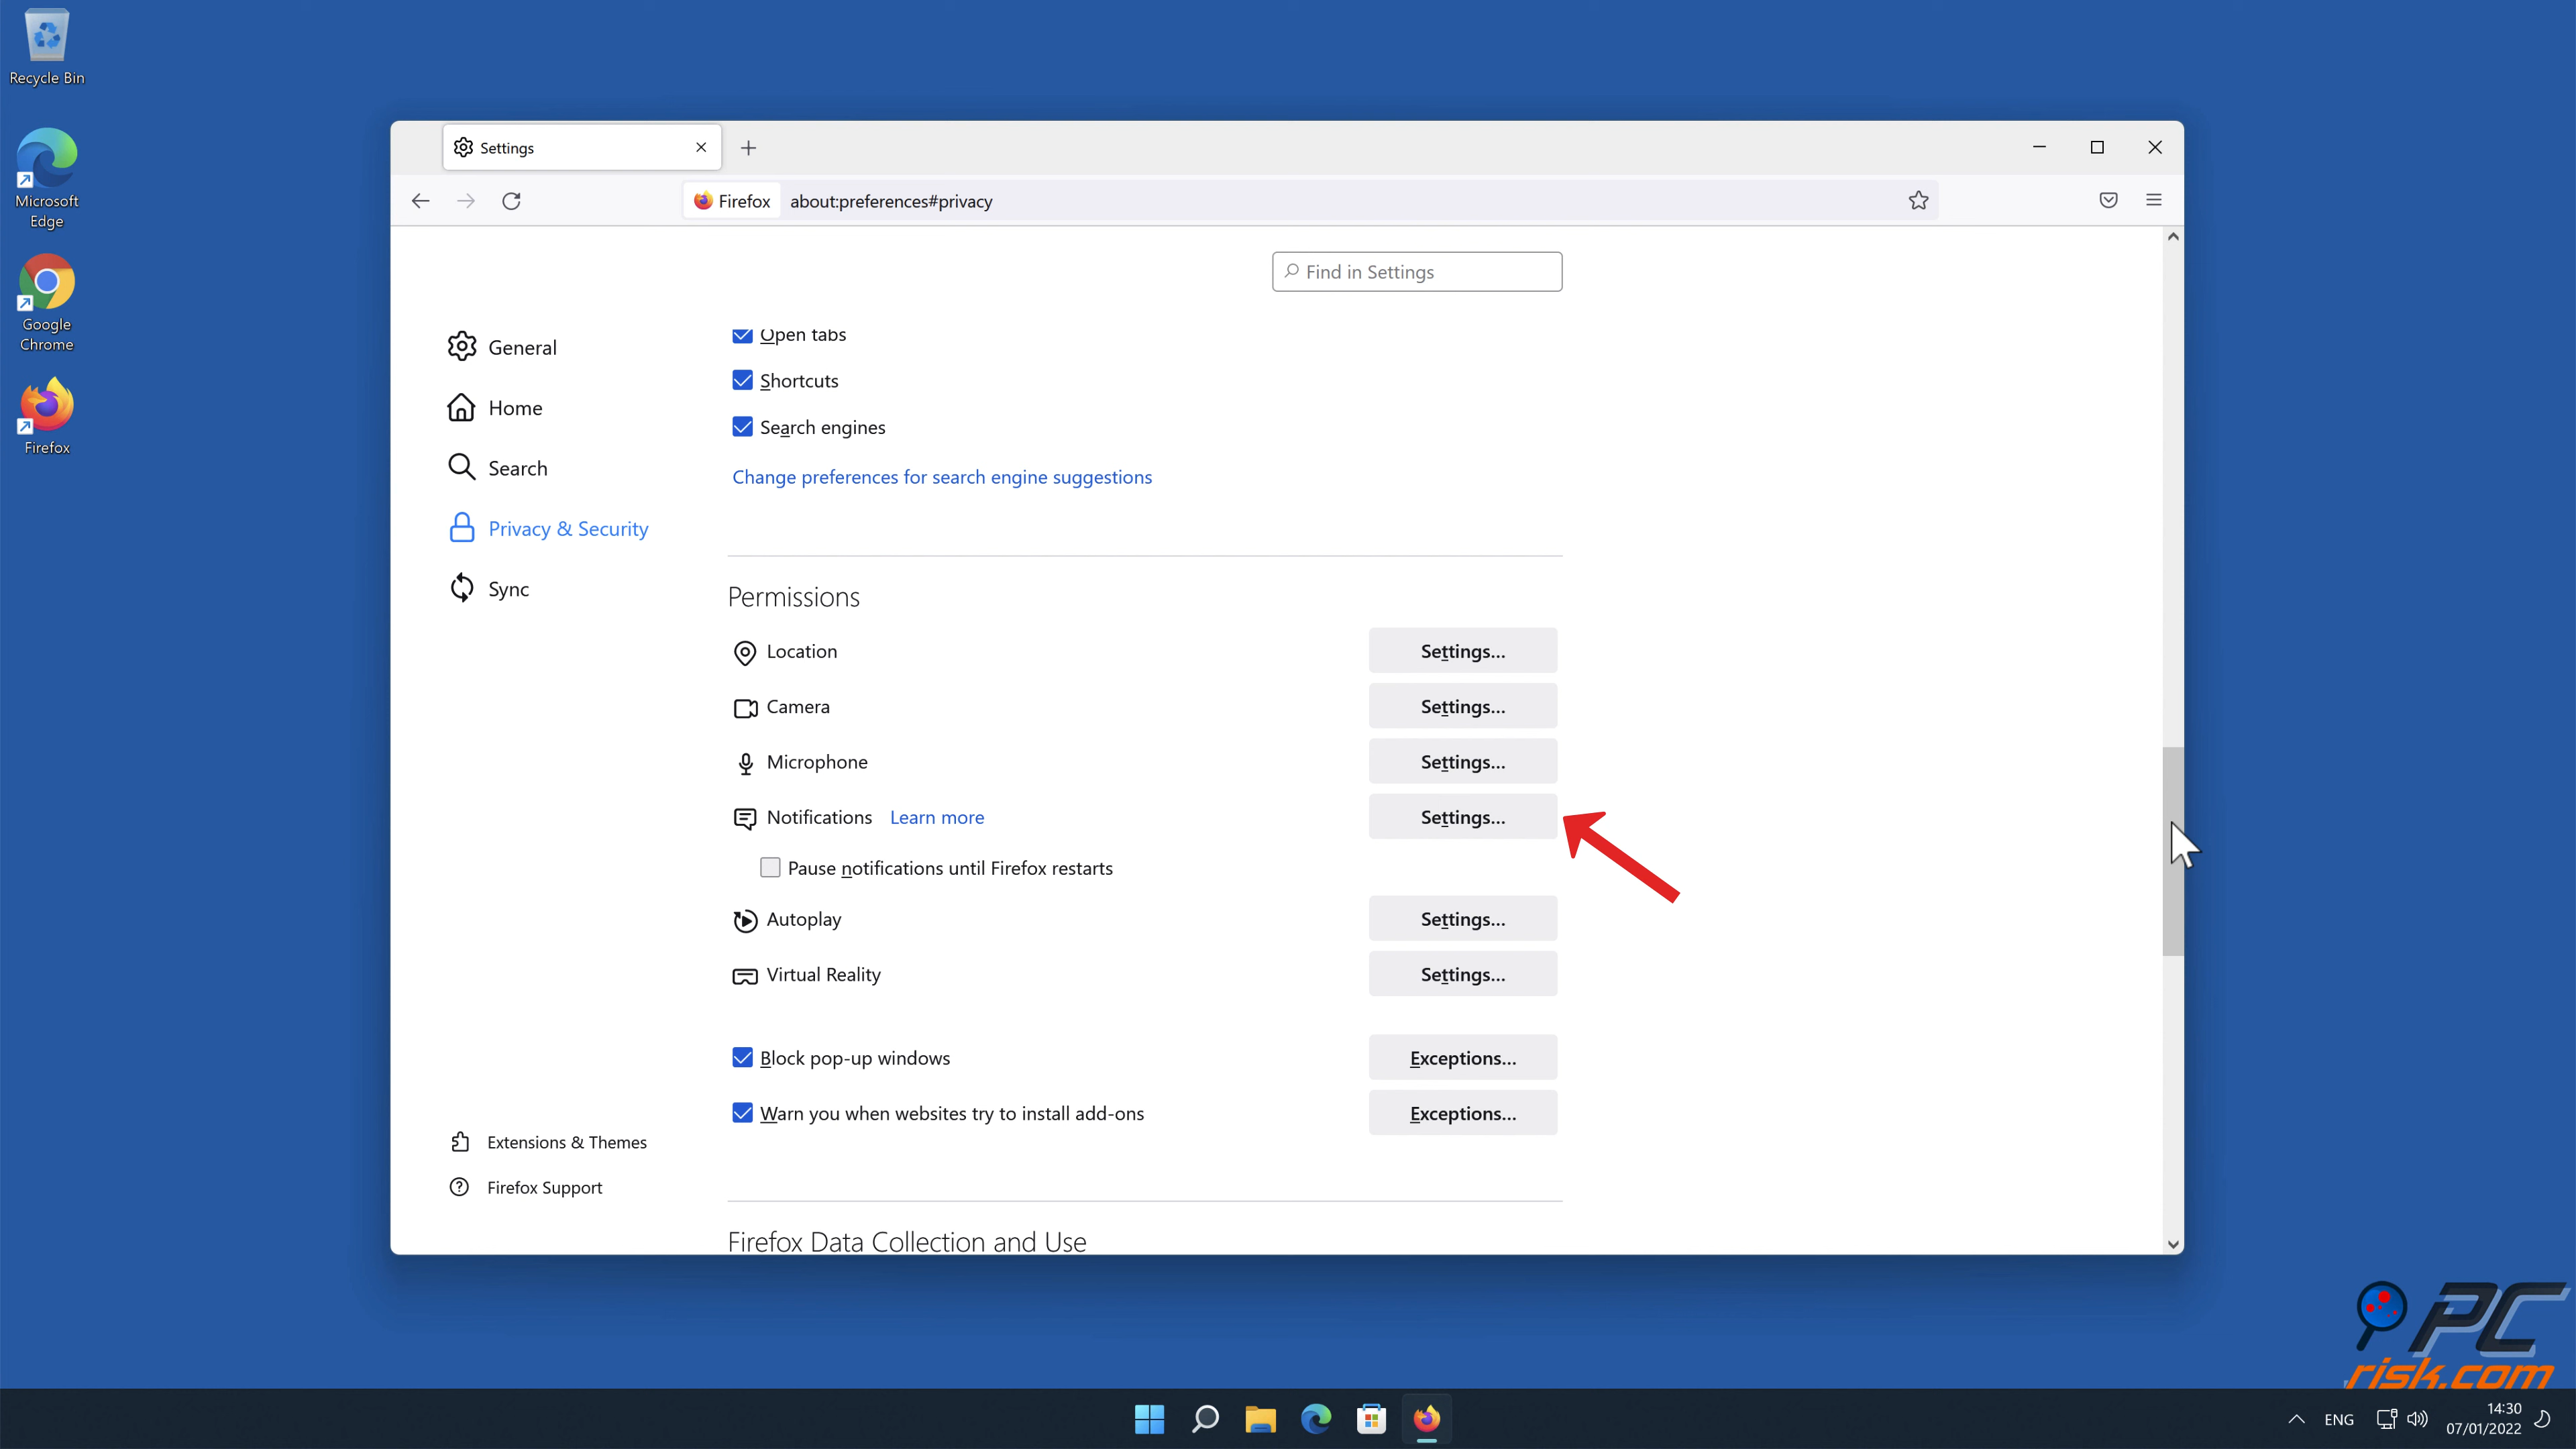 Recycle Bin
Microsoft
Edge
Google
Chrome
Firefox
Settings
Firefox about:preferences#privacy
Find in Settings
General
Home
Search
Privacy & Security
Sync
Extensions & Themes
Firefox Support
Open tabs
Shortcuts
Search engines
Change preferences for search engine suggestions
Permissions
Location Settings...
Camera Settings...
Microphone Settings...
Notifications Learn more Settings...
Pause notifications until Firefox restarts
Autoplay Settings...
Virtual Reality Settings...
Block pop-up windows Exceptions...
Warn you when websites try to install add-ons Exceptions...
Firefox Data Collection and Use
PC
risk.com
ENG
14:30
07/01/2022